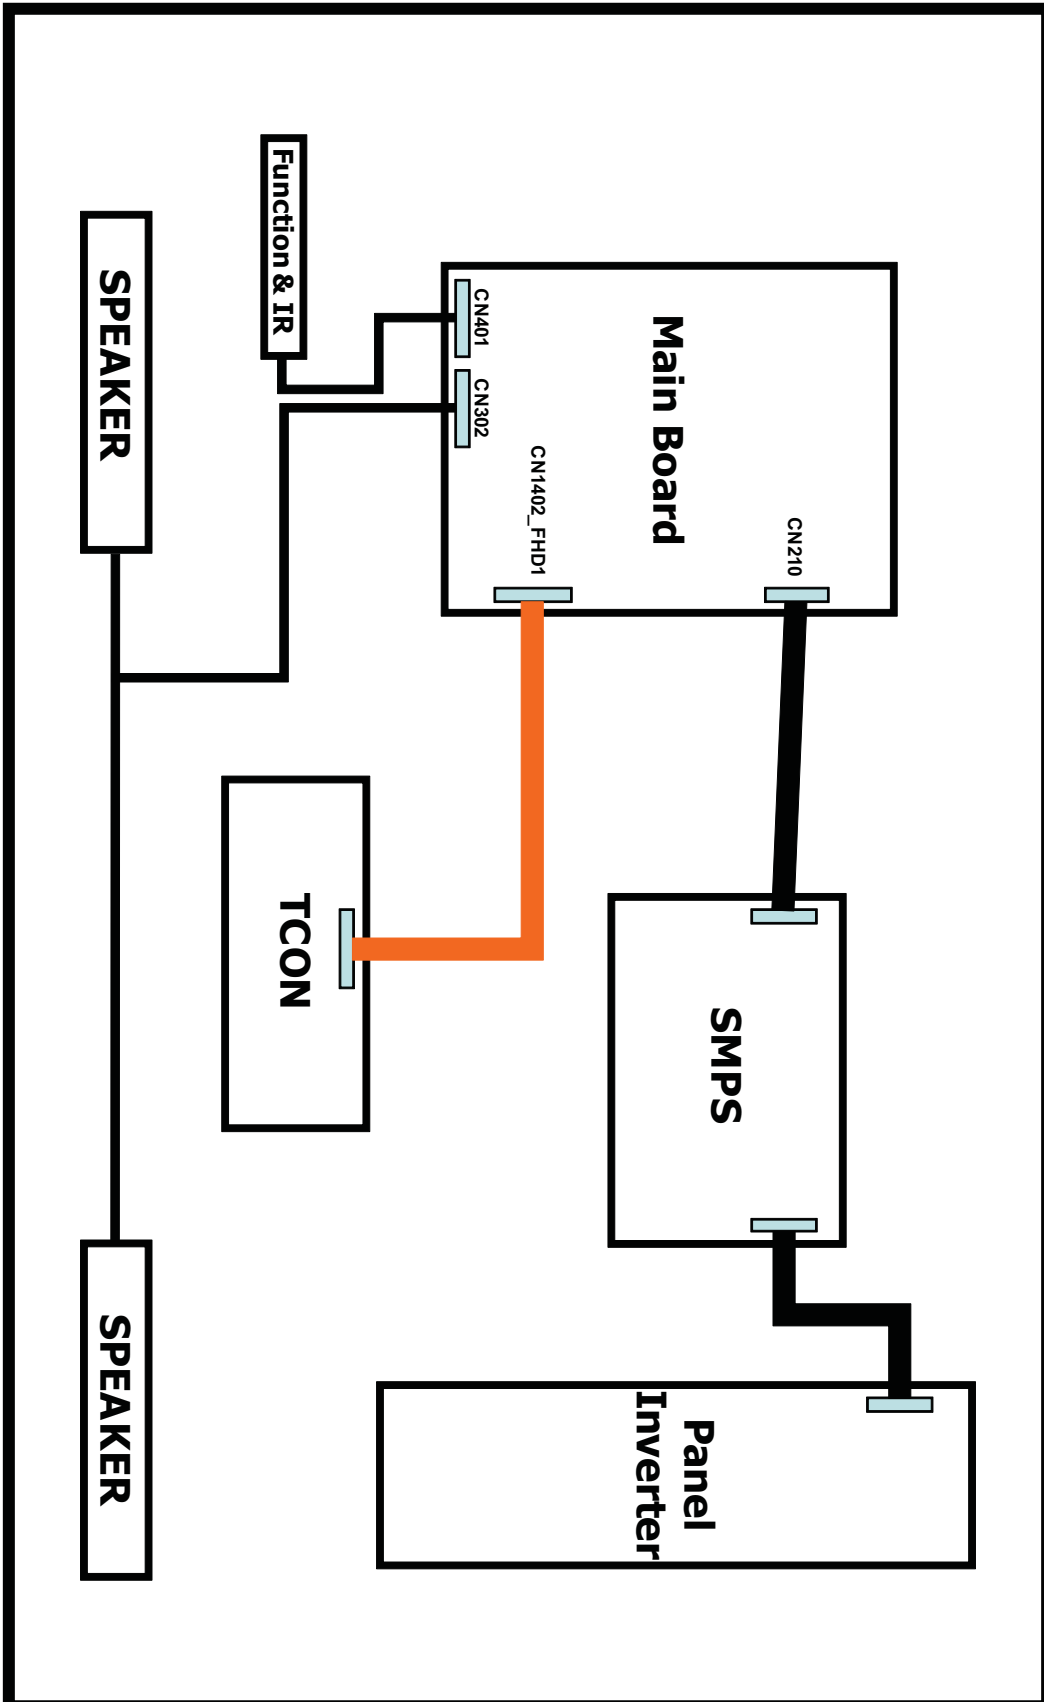 Main Board
CN210
CN1402_FHD1
CN401
CN302
Function & IR
SPEAKER
SMPS
TCON
Panel
Inverter
SPEAKER